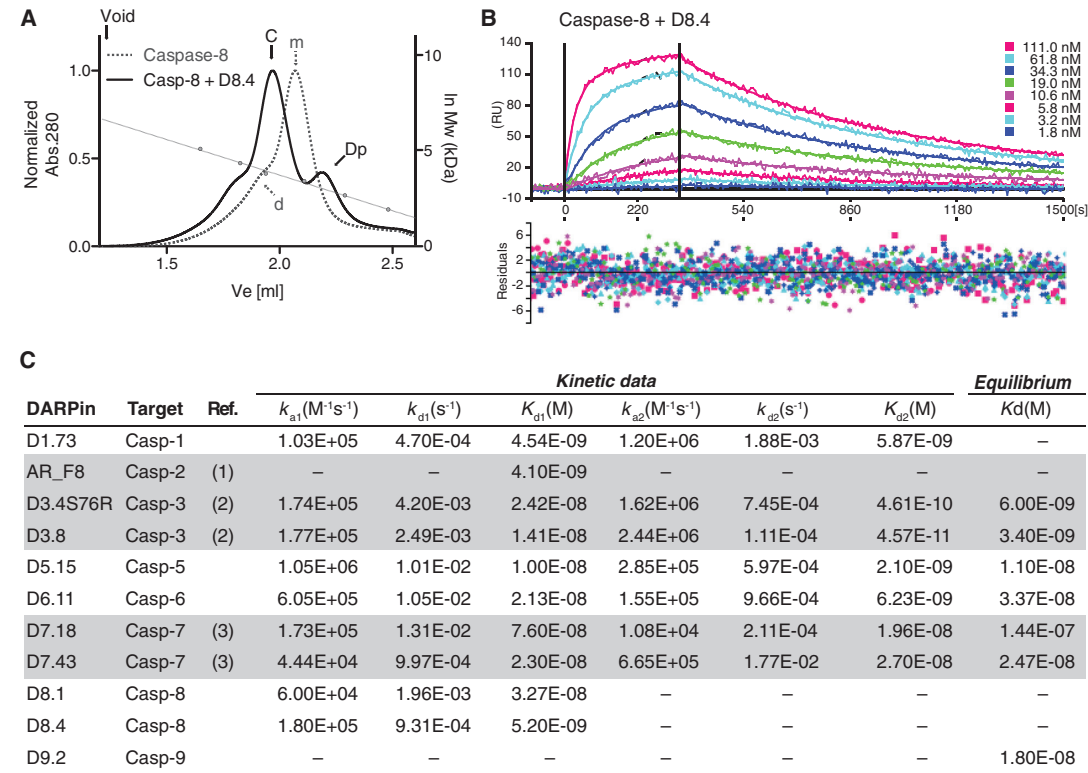 A
Void
C
m
Caspase-8
Casp-8 + D8.4
Dp
d
1.0
0.5
0.0
Normalized
Abs.280
10
5
0
ln Mw (kDa)
1.5 2.0 2.5
Ve [ml]
B
Caspase-8 + D8.4
140
110
80
50
20
-10
(RU)
111.0 nM
61.8 nM
34.3 nM
19.0 nM
10.6 nM
5.8 nM
3.2 nM
1.8 nM
0 220 540 860 1180 1500[s]
6
2
-2
-6
Residuals
C
Kinetic data Equilibrium
DARPin Target Ref. ka1(M-1s-1) kd1(s-1) Kd1(M) ka2(M-1s-1) kd2(s-1) Kd2(M) Kd(M)
D1.73 Casp-1 1.03E+05 4.70E-04 4.54E-09 1.20E+06 1.88E-03 5.87E-09 –
AR_F8 Casp-2 (1) – – 4.10E-09 – – – –
D3.4S76R Casp-3 (2) 1.74E+05 4.20E-03 2.42E-08 1.62E+06 7.45E-04 4.61E-10 6.00E-09
D3.8 Casp-3 (2) 1.77E+05 2.49E-03 1.41E-08 2.44E+06 1.11E-04 4.57E-11 3.40E-09
D5.15 Casp-5 1.05E+06 1.01E-02 1.00E-08 2.85E+05 5.97E-04 2.10E-09 1.10E-08
D6.11 Casp-6 6.05E+05 1.05E-02 2.13E-08 1.55E+05 9.66E-04 6.23E-09 3.37E-08
D7.18 Casp-7 (3) 1.73E+05 1.31E-02 7.60E-08 1.08E+04 2.11E-04 1.96E-08 1.44E-07
D7.43 Casp-7 (3) 4.44E+04 9.97E-04 2.30E-08 6.65E+05 1.77E-02 2.70E-08 2.47E-08
D8.1 Casp-8 6.00E+04 1.96E-03 3.27E-08 – – – –
D8.4 Casp-8 1.80E+05 9.31E-04 5.20E-09 – – – –
D9.2 Casp-9 – – – – – – 1.80E-08